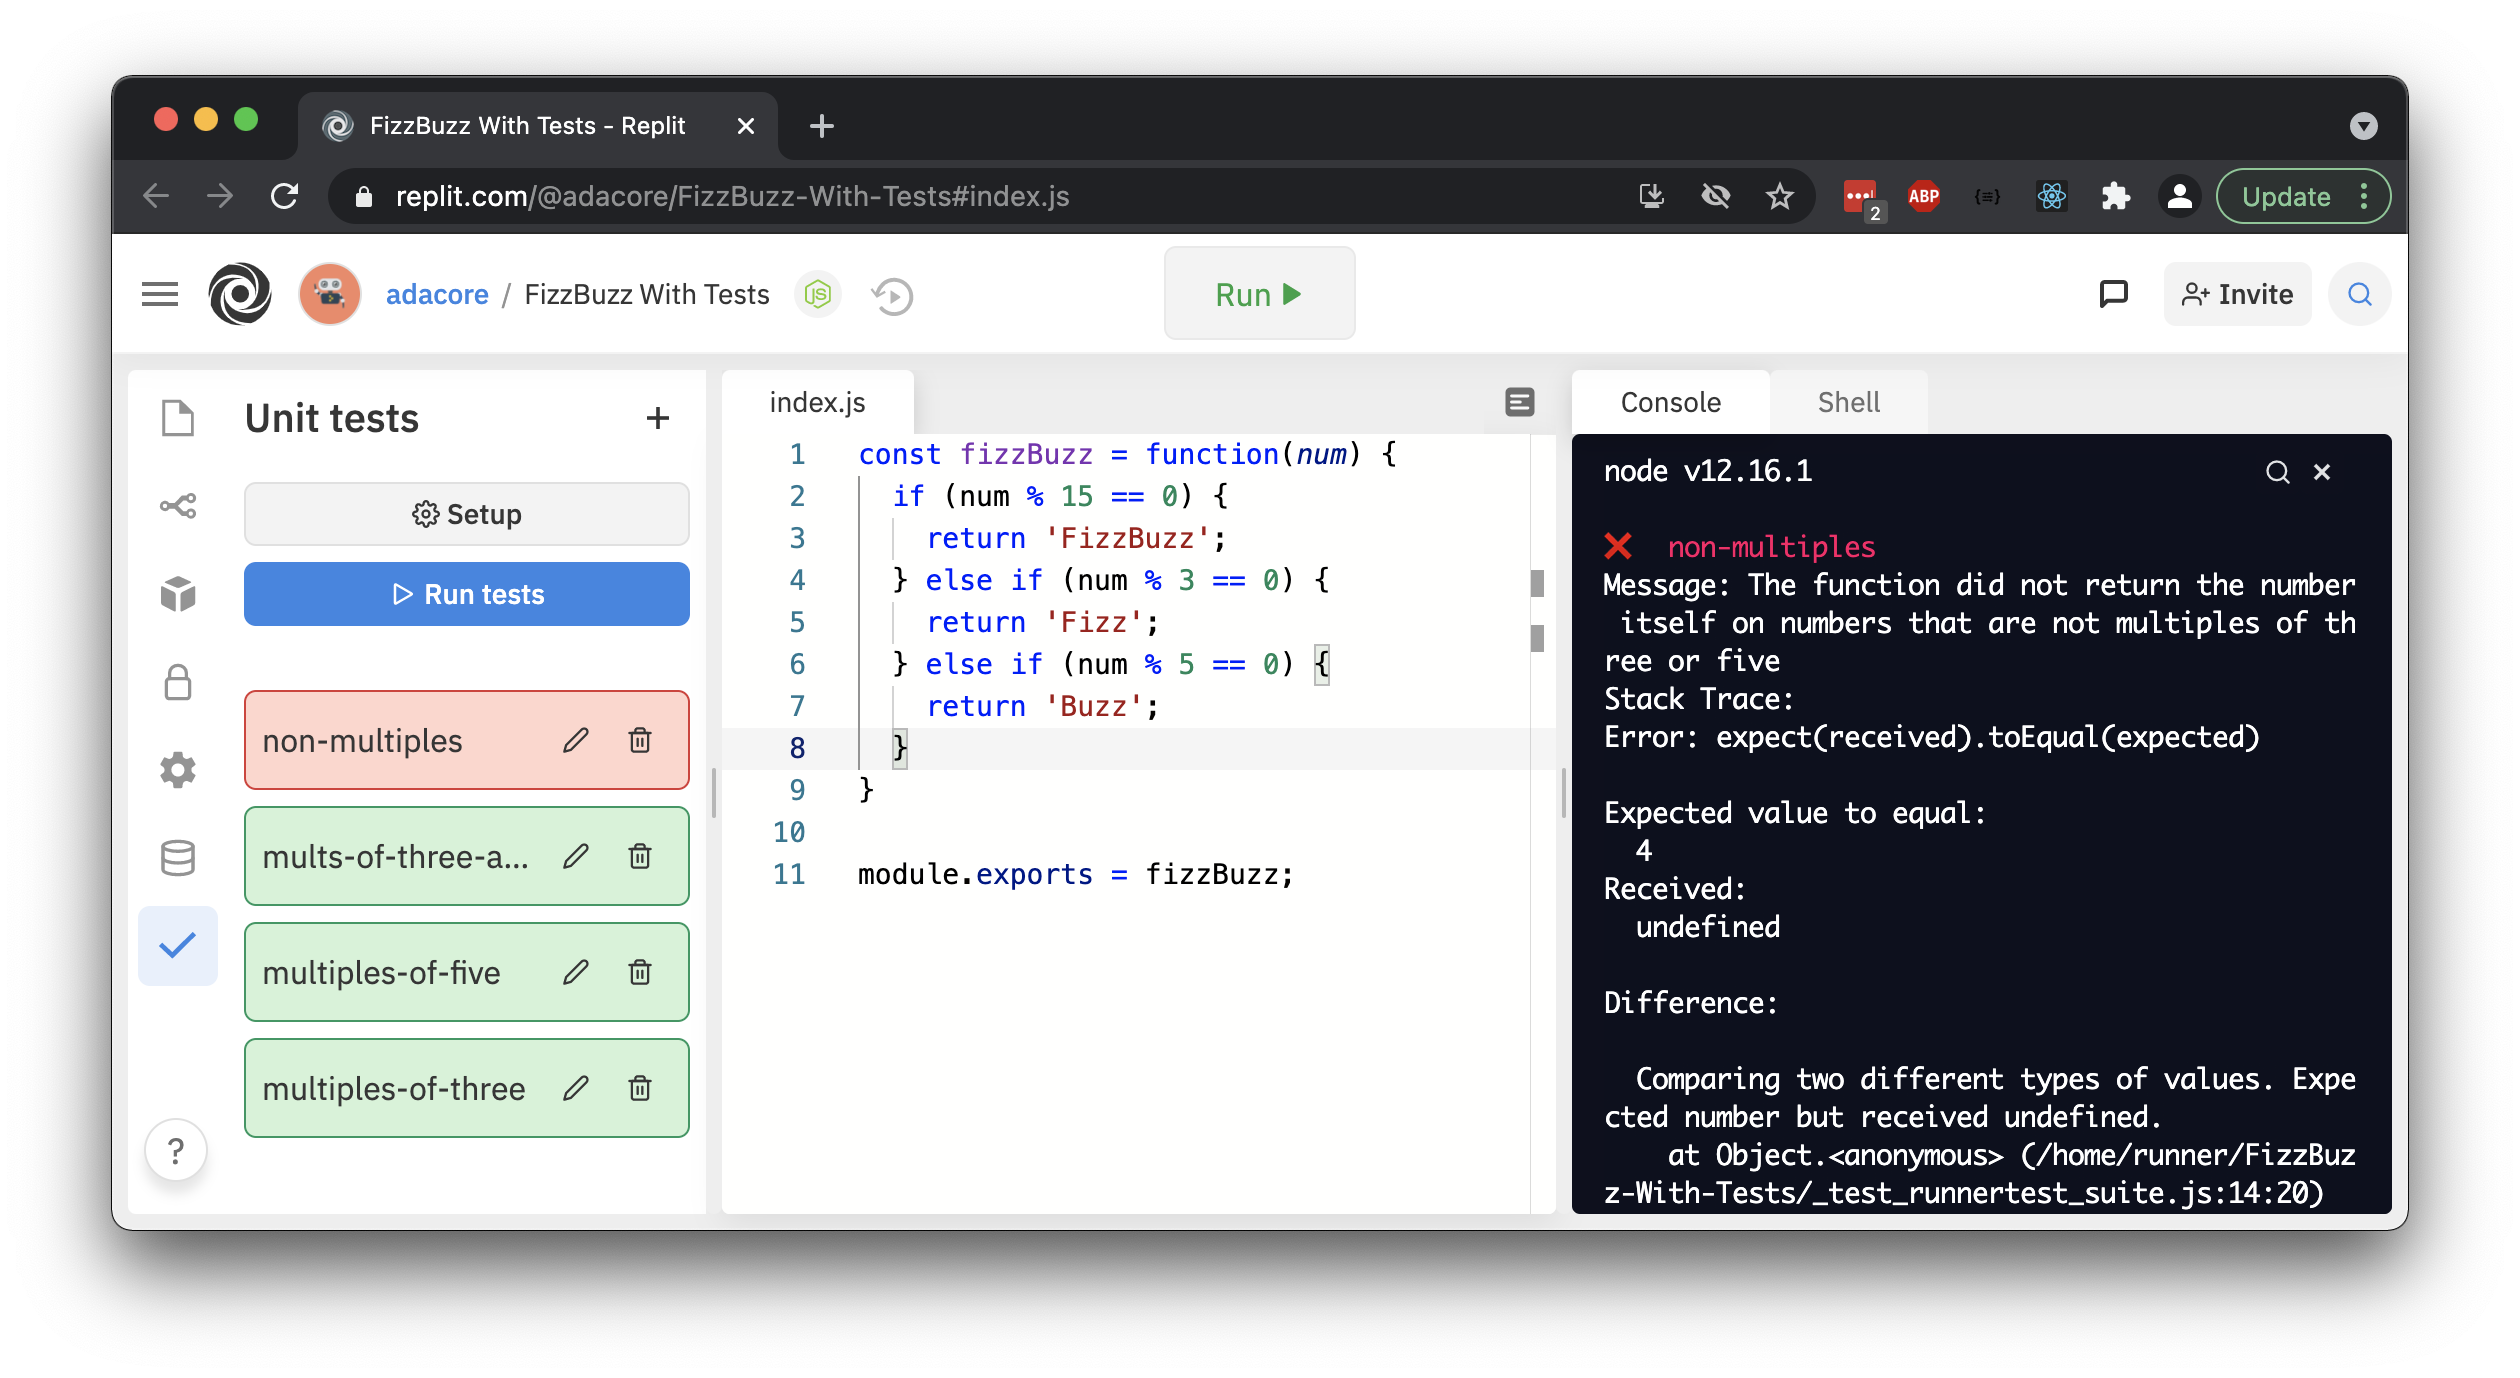 FizzBuzz With Tests - Replit
replit.com/@adacore/FizzBuzz-With-Tests#index.js
2
ABP
{≡}
Update
adacore / FizzBuzz With Tests
JS
Run
Invite
Unit tests
Setup
Run tests
non-multiples
mults-of-three-a...
multiples-of-five
multiples-of-three
?
index.js
1 const fizzBuzz = function(num) {
2   if (num % 15 == 0) {
3     return 'FizzBuzz';
4   } else if (num % 3 == 0) {
5     return 'Fizz';
6   } else if (num % 5 == 0) {
7     return 'Buzz';
8   }
9 }
10
11 module.exports = fizzBuzz;
Console
Shell
node v12.16.1
non-multiples
Message: The function did not return the number
 itself on numbers that are not multiples of th
ree or five
Stack Trace:
Error: expect(received).toEqual(expected)
Expected value to equal:
  4
Received:
  undefined
Difference:
  Comparing two different types of values. Expe
cted number but received undefined.
    at Object.<anonymous> (/home/runner/FizzBuz
z-With-Tests/_test_runnertest_suite.js:14:20)